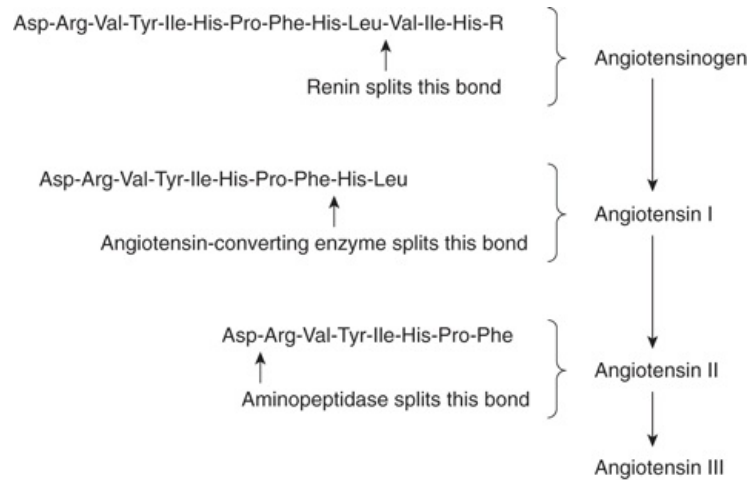 Asp-Arg-Val-Tyr-Ile-His-Pro-Phe-His-Leu-Val-Ile-His-R
Renin splits this bond
Angiotensinogen
Asp-Arg-Val-Tyr-Ile-His-Pro-Phe-His-Leu
Angiotensin-converting enzyme splits this bond
Angiotensin I
Asp-Arg-Val-Tyr-Ile-His-Pro-Phe
Aminopeptidase splits this bond
Angiotensin II
Angiotensin III